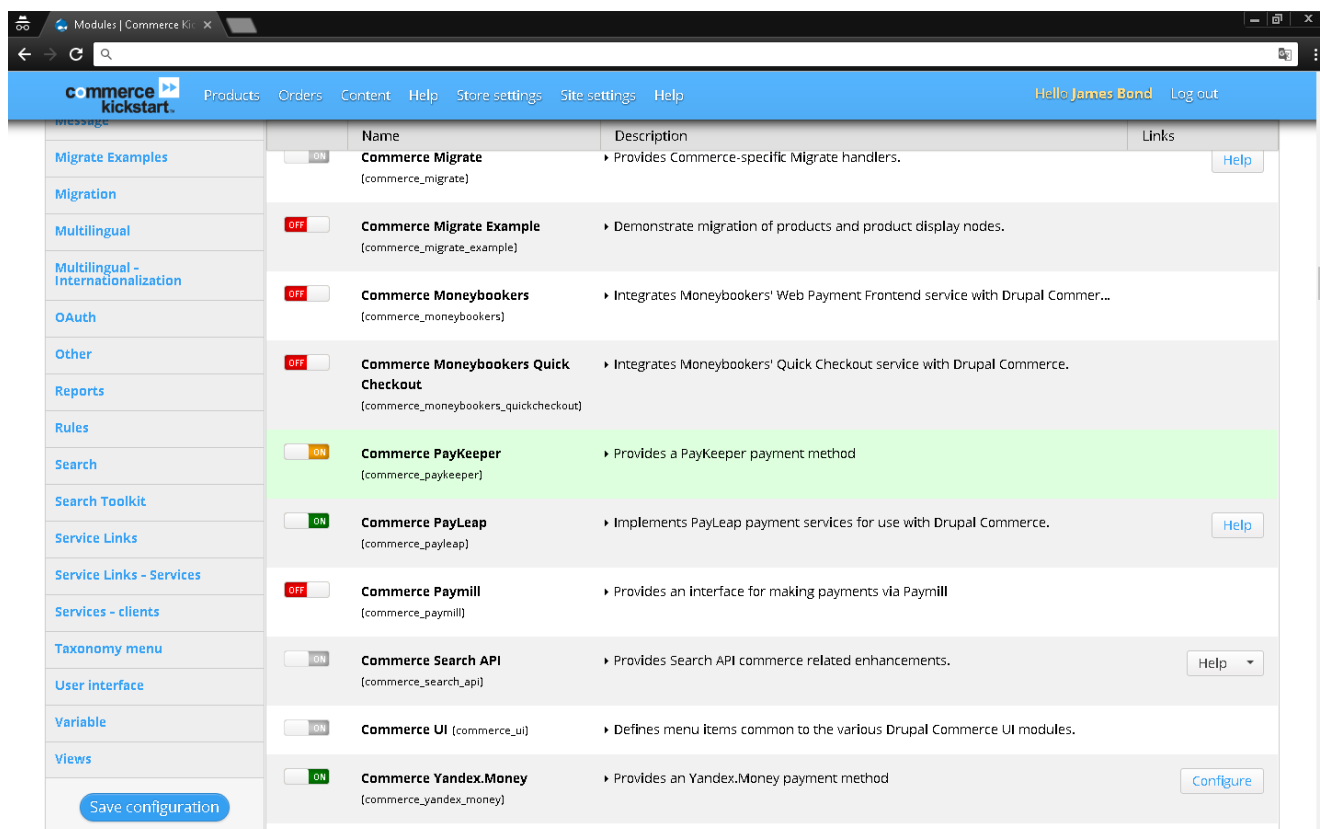 Modules | Commerce Kic
commerce
kickstart™
Products Orders Content Help Store settings Site settings Help
Hello James Bond Log out
Message
Migrate Examples
Migration
Multilingual
Multilingual -
Internationalization
OAuth
Other
Reports
Rules
Search
Search Toolkit
Service Links
Service Links - Services
Services - clients
Taxonomy menu
User interface
Variable
Views
Save configuration
Name Description Links
ON Commerce Migrate Provides Commerce-specific Migrate handlers. Help
(commerce_migrate)
OFF Commerce Migrate Example Demonstrate migration of products and product display nodes.
(commerce_migrate_example)
OFF Commerce Moneybookers Integrates Moneybookers' Web Payment Frontend service with Drupal Commer...
(commerce_moneybookers)
OFF Commerce Moneybookers Quick Integrates Moneybookers' Quick Checkout service with Drupal Commerce.
Checkout
(commerce_moneybookers_quickcheckout)
ON Commerce PayKeeper Provides a PayKeeper payment method
(commerce_paykeeper)
ON Commerce PayLeap Implements PayLeap payment services for use with Drupal Commerce. Help
(commerce_payleap)
OFF Commerce Paymill Provides an interface for making payments via Paymill
(commerce_paymill)
ON Commerce Search API Provides Search API commerce related enhancements. Help
(commerce_search_api)
ON Commerce UI (commerce_ui) Defines menu items common to the various Drupal Commerce UI modules.
ON Commerce Yandex.Money Provides an Yandex.Money payment method Configure
(commerce_yandex_money)